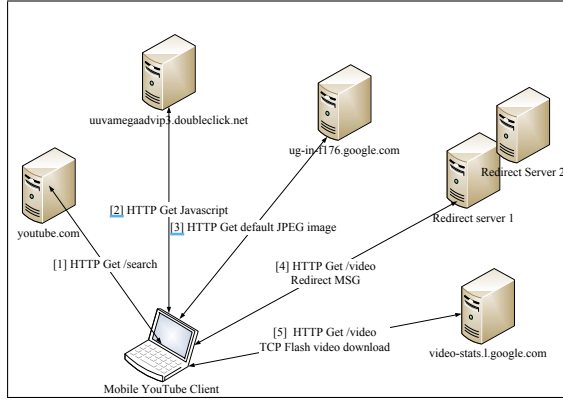 uuvamegaadvip3.doubleclick.net
ug-in-f176.google.com
Redirect Server 2
Redirect server 1
youtube.com
[2] HTTP Get Javascript
[3] HTTP Get default JPEG image
[1] HTTP Get /search
[4] HTTP Get /video
Redirect MSG
[5] HTTP Get /video
TCP Flash video download
video-stats.l.google.com
Mobile YouTube Client